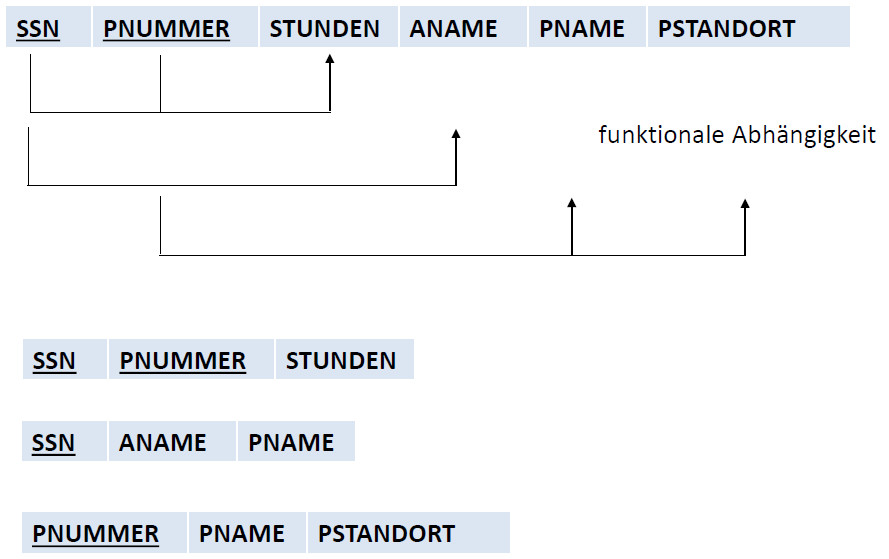 SSN PNUMMER STUNDEN ANAME PNAME PSTANDORT
funktionale Abhängigkeit
SSN PNUMMER STUNDEN
SSN ANAME PNAME
PNUMMER PNAME PSTANDORT